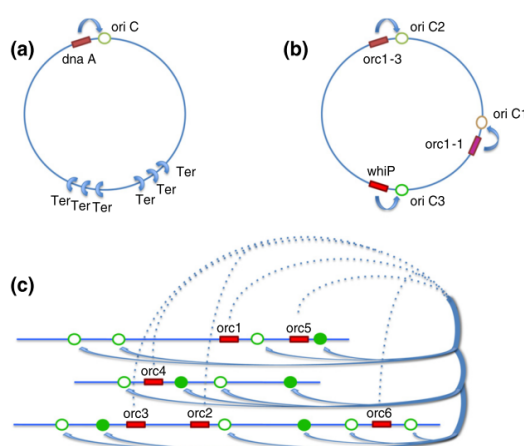 (a)
ori C
dna A
Ter
Ter
Ter
Ter
Ter
Ter
(b)
ori C2
orc1-3
ori C1
orc1-1
whiP
ori C3
(c)
orc1
orc5
orc4
orc3
orc2
orc6